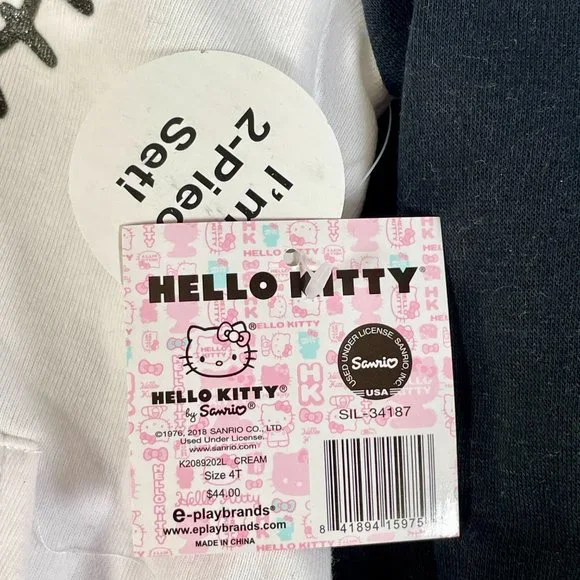 I'm
2-Piec
Set!
HELLO KITTY®
®
HELLO KITTY
by Sanrio®
©1976, 2018 SANRIO CO., LTD.
Used Under License.
www.sanrio.com
K2089202L CREAM
Size 4T
$44.00
e-playbrands®
www.eplaybrands.com
MADE IN CHINA
USED UNDER LICENSE, SANRIO, INC.
Sanrio
USA
SIL-34187
8 41894 15975